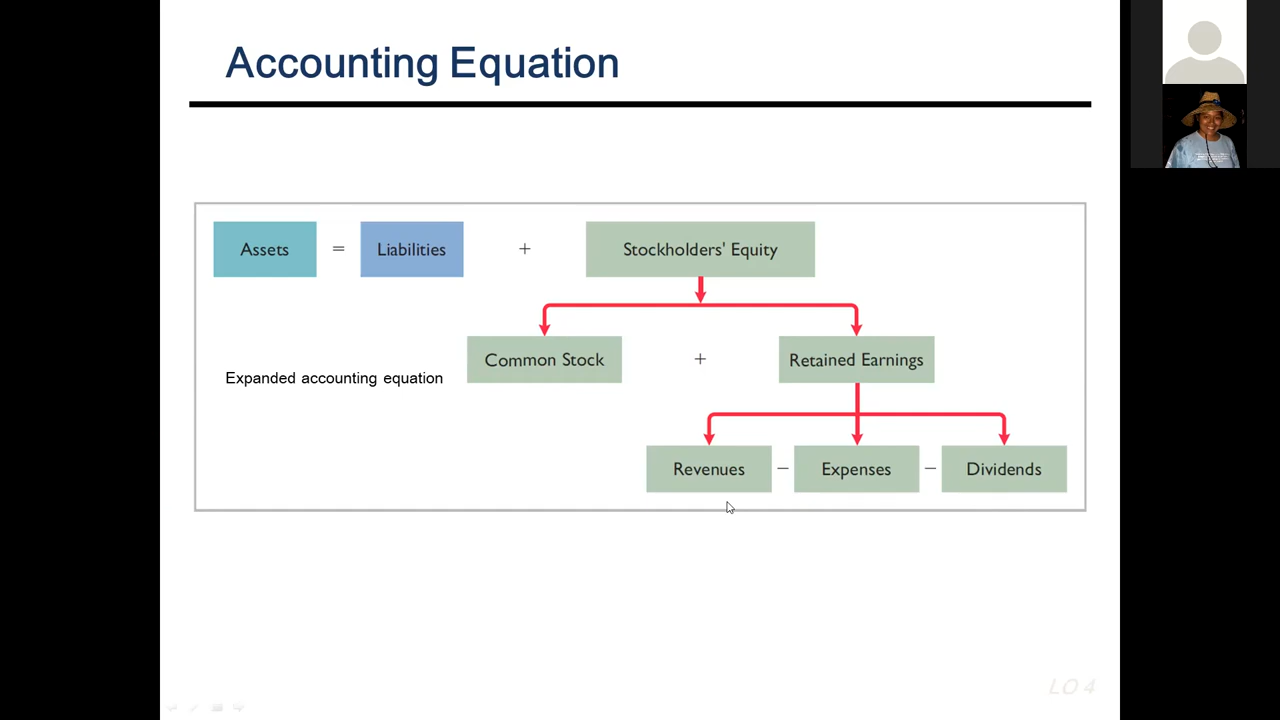 Accounting Equation
Assets = Liabilities + Stockholders' Equity
Common Stock + Retained Earnings
Expanded accounting equation
Revenues – Expenses – Dividends
LO 4